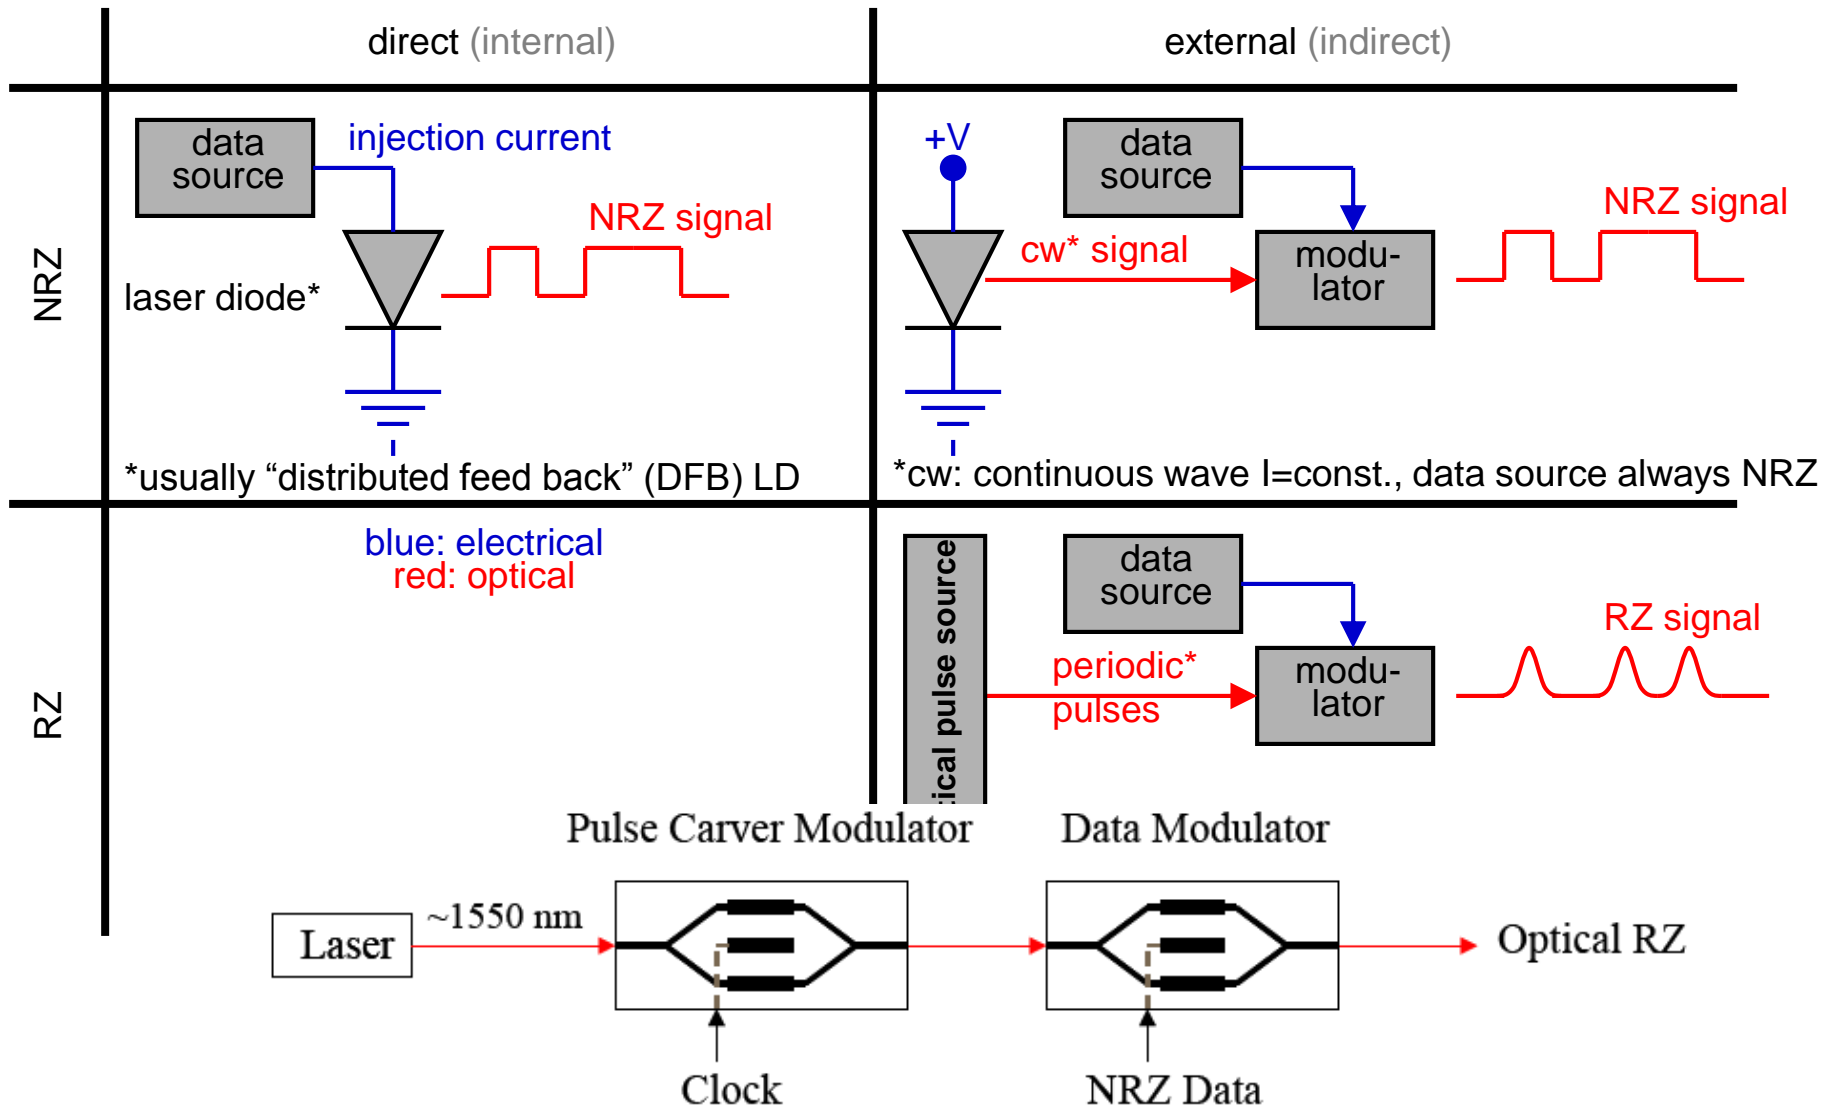 direct (internal)
external (indirect)
NRZ
data
source
injection current
NRZ signal
laser diode*
*usually “distributed feed back” (DFB) LD
+V
data
source
cw* signal
modu-
lator
NRZ signal
*cw: continuous wave I=const., data source always NRZ
RZ
blue: electrical
red: optical
tical pulse source
data
source
periodic*
pulses
modu-
lator
RZ signal
Pulse Carver Modulator
Data Modulator
Laser
~1550 nm
Optical RZ
Clock
NRZ Data